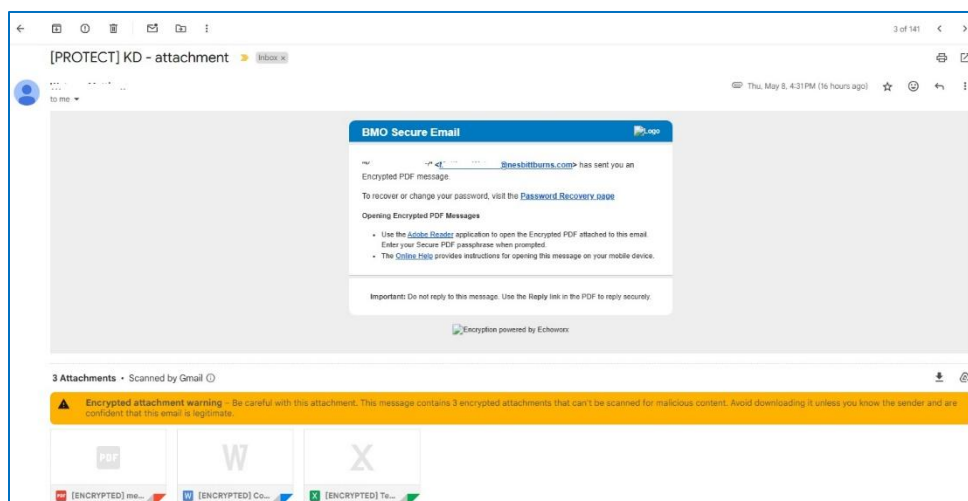 3 of 141
[PROTECT] KD - attachment Inbox x
Thu, May 8, 4:31 PM (16 hours ago)
to me
BMO Secure Email Logo
@nesbittburns.com> has sent you an
Encrypted PDF message.
To recover or change your password, visit the Password Recovery page
Opening Encrypted PDF Messages
• Use the Adobe Reader application to open the Encrypted PDF attached to this email.
Enter your Secure PDF passphrase when prompted.
• The Online Help provides instructions for opening this message on your mobile device.
Important: Do not reply to this message. Use the Reply link in the PDF to reply securely.
Encryption powered by Echoworx
3 Attachments • Scanned by Gmail
Encrypted attachment warning – Be careful with this attachment. This message contains 3 encrypted attachments that can't be scanned for malicious content. Avoid downloading it unless you know the sender and are
confident that this email is legitimate.
PDF W X
PDF [ENCRYPTED] me... W [ENCRYPTED] Co... X [ENCRYPTED] Te...